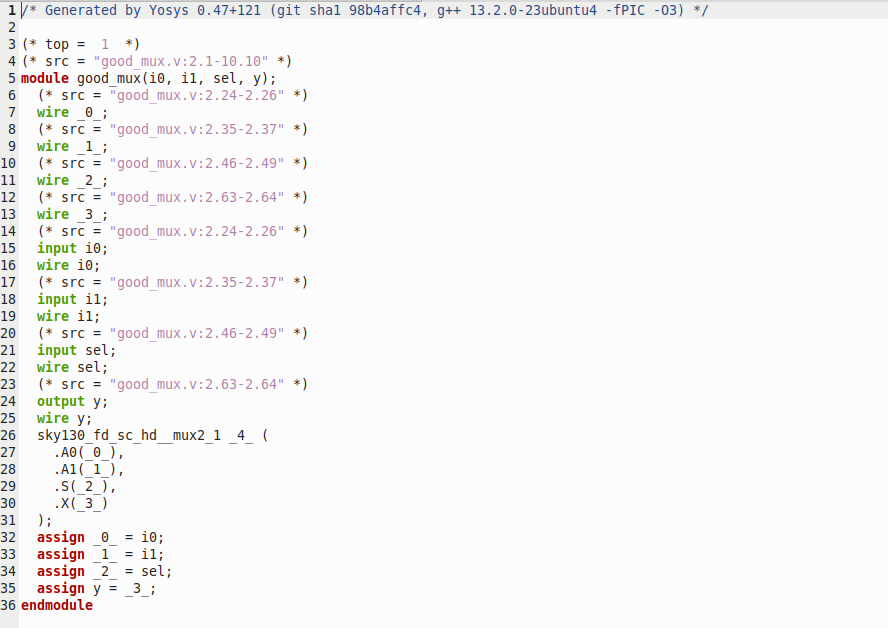 1 /* Generated by Yosys 0.47+121 (git sha1 98b4affc4, g++ 13.2.0-23ubuntu4 -fPIC -O3) */
2
3 (* top =  1  *)
4 (* src = "good_mux.v:2.1-10.10" *)
5 module good_mux(i0, i1, sel, y);
6   (* src = "good_mux.v:2.24-2.26" *)
7   wire _0_;
8   (* src = "good_mux.v:2.35-2.37" *)
9   wire _1_;
10   (* src = "good_mux.v:2.46-2.49" *)
11   wire _2_;
12   (* src = "good_mux.v:2.63-2.64" *)
13   wire _3_;
14   (* src = "good_mux.v:2.24-2.26" *)
15   input i0;
16   wire i0;
17   (* src = "good_mux.v:2.35-2.37" *)
18   input i1;
19   wire i1;
20   (* src = "good_mux.v:2.46-2.49" *)
21   input sel;
22   wire sel;
23   (* src = "good_mux.v:2.63-2.64" *)
24   output y;
25   wire y;
26   sky130_fd_sc_hd__mux2_1 _4_ (
27     .A0(_0_),
28     .A1(_1_),
29     .S(_2_),
30     .X(_3_)
31   );
32   assign _0_ = i0;
33   assign _1_ = i1;
34   assign _2_ = sel;
35   assign y = _3_;
36 endmodule